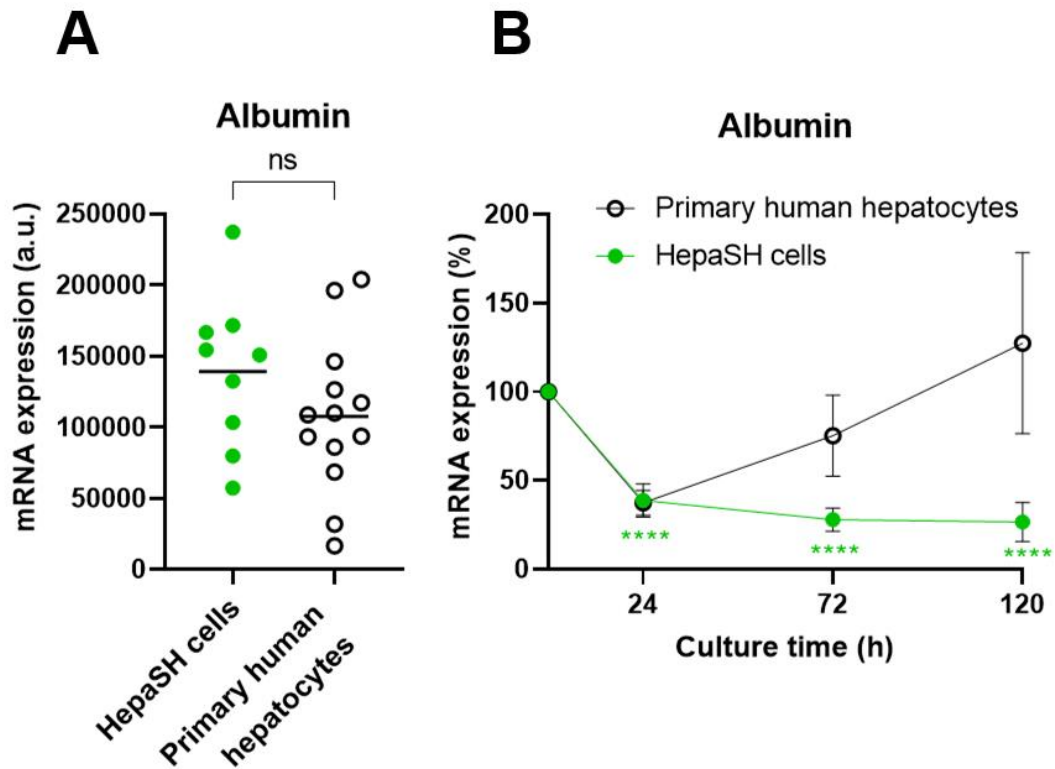 A
Albumin
ns
mRNA expression (a.u.)
250000
200000
150000
100000
50000
0
HepaSH cells
Primary human
hepatocytes
B
Albumin
Primary human hepatocytes
HepaSH cells
mRNA expression (%)
200
150
100
50
0
****
****
****
24
72
120
Culture time (h)